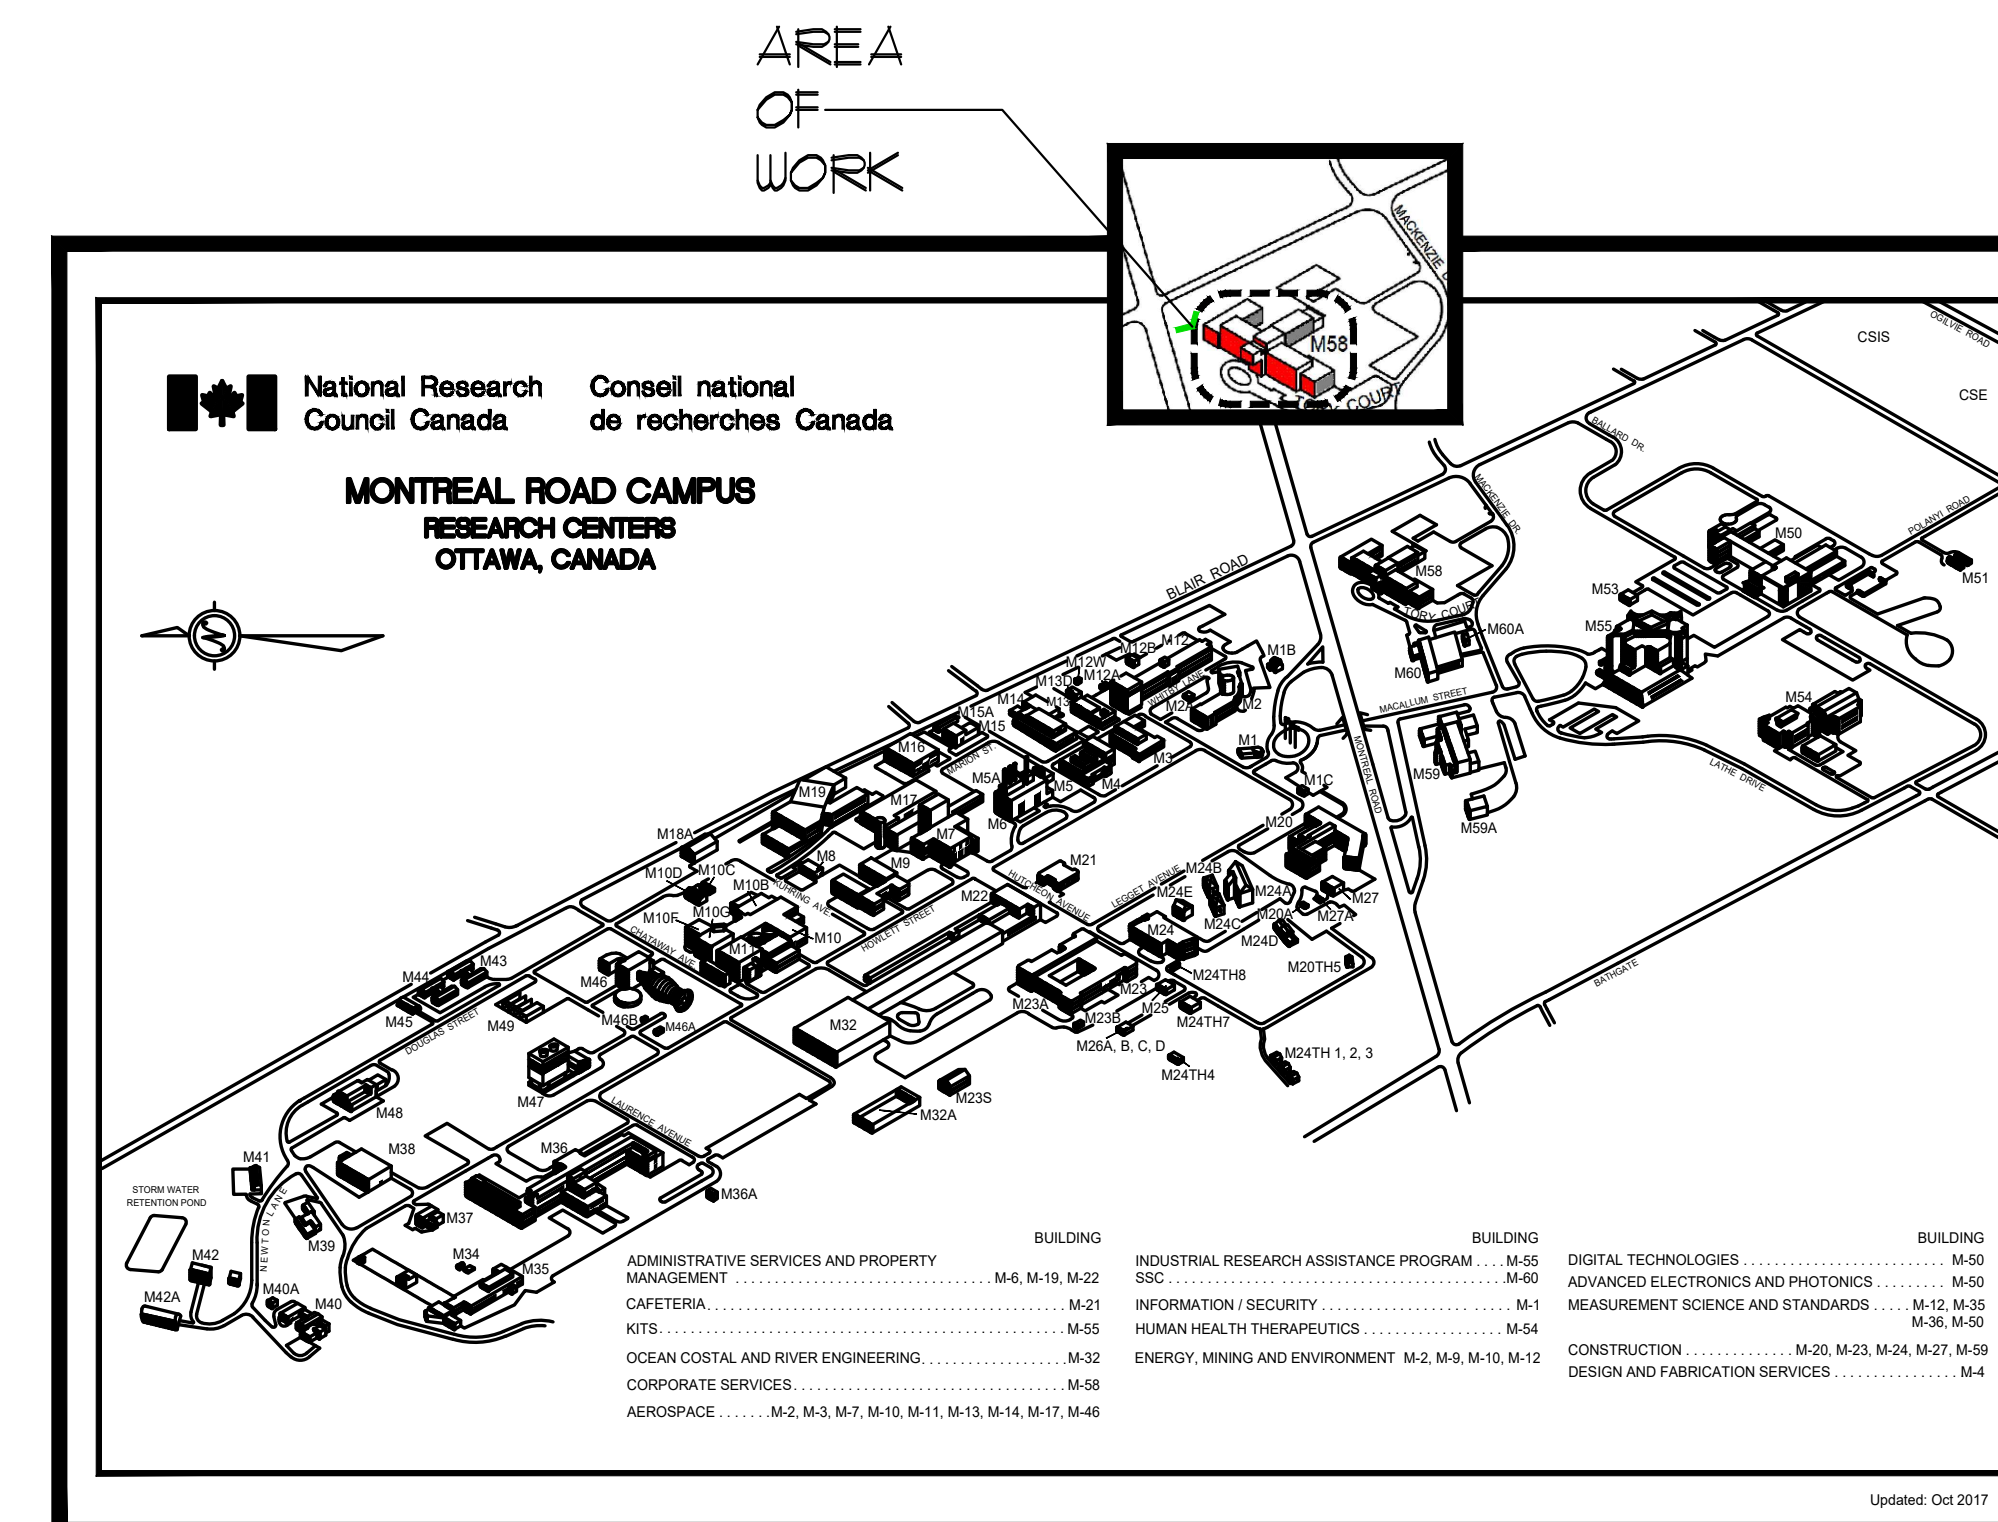 AREA
OF
WORK
MACKENZIE
M58
TORY COURT
National Research Council Canada
Conseil national de recherches Canada
MONTREAL ROAD CAMPUS
RESEARCH CENTERS
OTTAWA, CANADA
N
OGILVIE ROAD
CSIS
CSE
BALLARD DR.
MACKENZIE DR.
POLANYI ROAD
M50
M51
M58
M53
TORY COURT
M55
M60A
M60
BLAIR ROAD
M12
M12B
M1B
M12W
M12A
M13D
WHITBY LANE
M14
M13
M2A
M2
MACALLUM STREET
M54
M15A
M15
M16
MARION ST.
M1
M3
MONTREAL ROAD
M59
LATHE DRIVE
M5A
M5
M4
M1C
M19
M17
M6
M7
M20
M59A
M18A
M8
M9
M21
M24B
M10D
M10C
M10B
KUHRING AVE.
M22
HUTCHEON AVENUE
LEGGET AVENUE
M24E
M24A
M27
M10F
M10G
M10
HOWLETT STREET
M24C
M20A
M27A
CHATAWAY AVE.
M11
M24
M24D
M43
M44
M46
M24TH8
M20TH5
BATHGATE
M45
M49
M46B
M46A
M32
M23A
M23
M25
M23B
M24TH7
DOUGLAS STREET
M26A, B, C, D
M24TH 1, 2, 3
M24TH4
M47
M48
M23S
M32A
LAURENCE AVENUE
M41
M38
M36
STORM WATER
RETENTION POND
M36A
NEWTON LANE
M39
M37
M42
M34
M35
M42A
M40A
M40
BUILDING
ADMINISTRATIVE SERVICES AND PROPERTY
MANAGEMENT . . . . . . . . . . . . . . . . . . . . . . . . . . . . . . . . M-6, M-19, M-22
CAFETERIA. . . . . . . . . . . . . . . . . . . . . . . . . . . . . . . . . . . . . . . . . . . . M-21
KITS. . . . . . . . . . . . . . . . . . . . . . . . . . . . . . . . . . . . . . . . . . . . . . . . . . M-55
OCEAN COSTAL AND RIVER ENGINEERING. . . . . . . . . . . . . . . . . . M-32
CORPORATE SERVICES. . . . . . . . . . . . . . . . . . . . . . . . . . . . . . . . . . M-58
AEROSPACE . . . . . . .M-2, M-3, M-7, M-10, M-11, M-13, M-14, M-17, M-46
BUILDING
INDUSTRIAL RESEARCH ASSISTANCE PROGRAM . . . . M-55
SSC . . . . . . . . . . . . . . . . . . . . . . . . . . . . . . . . . . . . . . . . . .M-60
INFORMATION / SECURITY . . . . . . . . . . . . . . . . . . . . . . . M-1
HUMAN HEALTH THERAPEUTICS . . . . . . . . . . . . . . . . . . M-54
ENERGY, MINING AND ENVIRONMENT M-2, M-9, M-10, M-12
BUILDING
DIGITAL TECHNOLOGIES . . . . . . . . . . . . . . . . . . . . . . . . . M-50
ADVANCED ELECTRONICS AND PHOTONICS . . . . . . . . . M-50
MEASUREMENT SCIENCE AND STANDARDS . . . . . M-12, M-35
M-36, M-50
CONSTRUCTION . . . . . . . . . . . . . M-20, M-23, M-24, M-27, M-59
DESIGN AND FABRICATION SERVICES . . . . . . . . . . . . . . . . M-4
Updated: Oct 2017